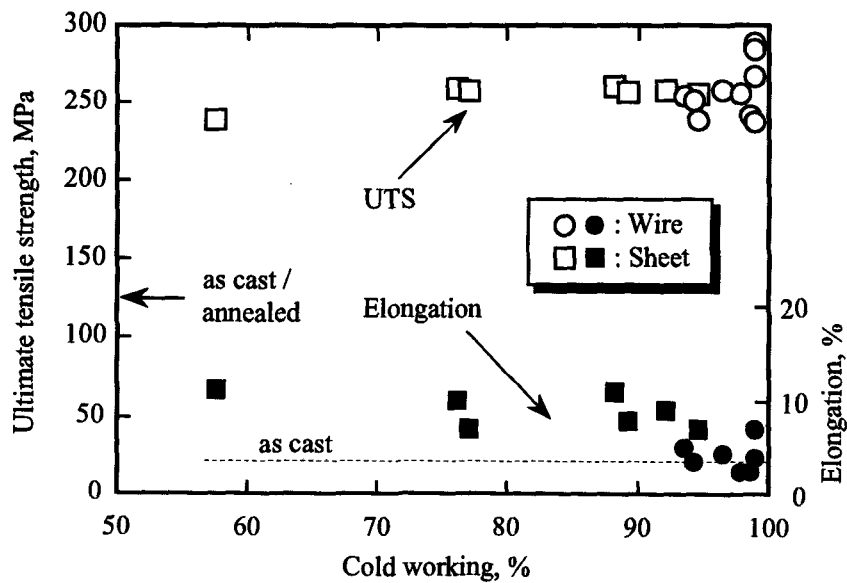 Ultimate tensile strength, MPa
300
250
200
150
100
50
0
UTS
: Wire
: Sheet
as cast /
annealed
Elongation
as cast
20
10
0
Elongation, %
50
60
70
80
90
100
Cold working, %